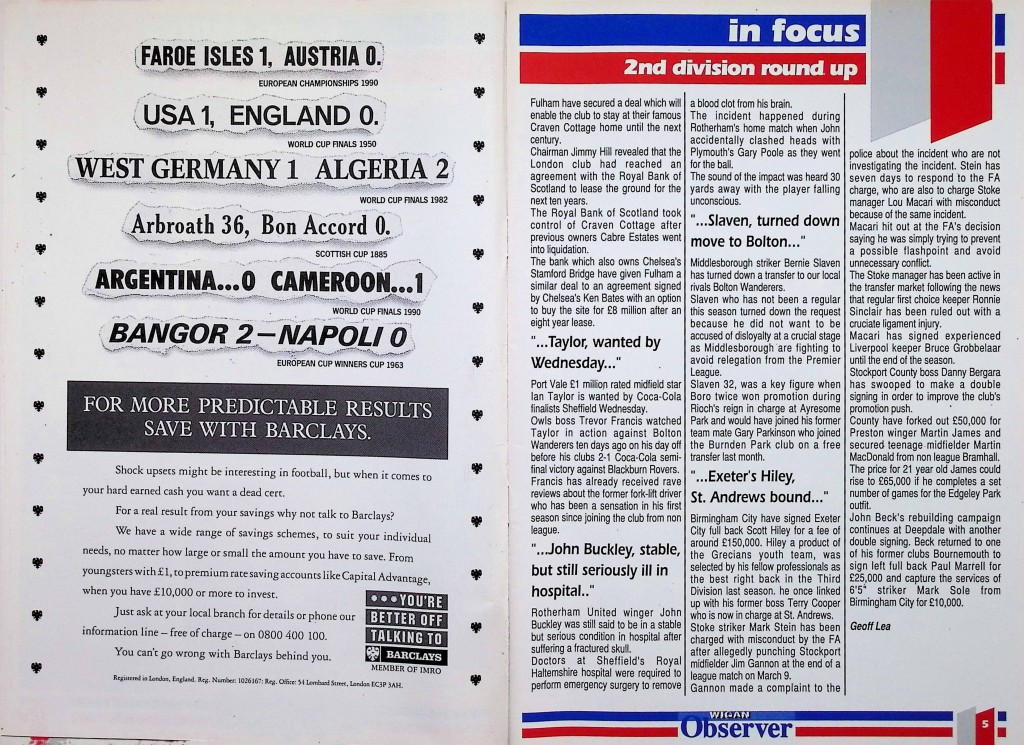 FAROE ISLES 1, AUSTRIA 0.
EUROPEAN CHAMPIONSHIPS 1990
USA 1, ENGLAND 0.
WORLD CUP FINALS 1950
WEST GERMANY 1 ALGERIA 2
WORLD CUP FINALS 1982
Arbroath 36, Bon Accord 0.
SCOTTISH CUP 1885
ARGENTINA...0 CAMEROON...1
WORLD CUP FINALS 1990
BANGOR 2 – NAPOLI 0
EUROPEAN CUP WINNERS CUP 1963
FOR MORE PREDICTABLE RESULTS
SAVE WITH BARCLAYS.
Shock upsets might be interesting in football, but when it comes to
your hard earned cash you want a dead cert.
For a real result from your savings why not talk to Barclays?
We have a wide range of savings schemes, to suit your individual
needs, no matter how large or small the amount you have to save. From
youngsters with £1, to premium rate saving accounts like Capital Advantage,
when you have £10,000 or more to invest.
Just ask at your local branch for details or phone our
information line – free of charge – on 0800 400 100.
You can't go wrong with Barclays behind you.
•••YOU'RE
BETTER OFF
TALKING TO
BARCLAYS
MEMBER OF IMRO
Registered in London, England. Reg. Number: 1026167: Reg. Office: 54 Lombard Street, London EC3P 3AH.
in focus
2nd division round up
Fulham have secured a deal which will
enable the club to stay at their famous
Craven Cottage home until the next
century.
Chairman Jimmy Hill revealed that the
London club had reached an
agreement with the Royal Bank of
Scotland to lease the ground for the
next ten years.
The Royal Bank of Scotland took
control of Craven Cottage after
previous owners Cabre Estates went
into liquidation.
The bank which also owns Chelsea's
Stamford Bridge have given Fulham a
similar deal to an agreement signed
by Chelsea's Ken Bates with an option
to buy the site for £8 million after an
eight year lease.
"...Taylor, wanted by
Wednesday..."
Port Vale £1 million rated midfield star
Ian Taylor is wanted by Coca-Cola
finalists Sheffield Wednesday.
Owls boss Trevor Francis watched
Taylor in action against Bolton
Wanderers ten days ago on his day off
before his clubs 2-1 Coca-Cola semi-
final victory against Blackburn Rovers.
Francis has already received rave
reviews about the former fork-lift driver
who has been a sensation in his first
season since joining the club from non
league.
"...John Buckley, stable,
but still seriously ill in
hospital.."
Rotherham United winger John
Buckley was still said to be in a stable
but serious condition in hospital after
suffering a fractured skull.
Doctors at Sheffield's Royal
Haltemshire hospital were required to
perform emergency surgery to remove
a blood clot from his brain.
The incident happened during
Rotherham's home match when John
accidentally clashed heads with
Plymouth's Gary Poole as they went
for the ball.
The sound of the impact was heard 30
yards away with the player falling
unconscious.
"...Slaven, turned down
move to Bolton..."
Middlesborough striker Bernie Slaven
has turned down a transfer to our local
rivals Bolton Wanderers.
Slaven who has not been a regular
this season turned down the request
because he did not want to be
accused of disloyalty at a crucial stage
as Middlesborough are fighting to
avoid relegation from the Premier
League.
Slaven 32, was a key figure when
Boro twice won promotion during
Rioch's reign in charge at Ayresome
Park and would have joined his former
team mate Gary Parkinson who joined
the Burnden Park club on a free
transfer last month.
"...Exeter's Hiley,
St. Andrews bound..."
Birmingham City have signed Exeter
City full back Scott Hiley for a fee of
around £150,000. Hiley a product of
the Grecians youth team, was
selected by his fellow professionals as
the best right back in the Third
Division last season. he once linked
up with his former boss Terry Cooper
who is now in charge at St. Andrews.
Stoke striker Mark Stein has been
charged with misconduct by the FA
after allegedly punching Stockport
midfielder Jim Gannon at the end of a
league match on March 9.
Gannon made a complaint to the
police about the incident who are not
investigating the incident. Stein has
seven days to respond to the FA
charge, who are also to charge Stoke
manager Lou Macari with misconduct
because of the same incident.
Macari hit out at the FA's decision
saying he was simply trying to prevent
a possible flashpoint and avoid
unnecessary conflict.
The Stoke manager has been active in
the transfer market following the news
that regular first choice keeper Ronnie
Sinclair has been ruled out with a
cruciate ligament injury.
Macari has signed experienced
Liverpool keeper Bruce Grobbelaar
until the end of the season.
Stockport County boss Danny Bergara
has swooped to make a double
signing in order to improve the club's
promotion push.
County have forked out £50,000 for
Preston winger Martin James and
secured teenage midfielder Martin
MacDonald from non league Bramhall.
The price for 21 year old James could
rise to £65,000 if he completes a set
number of games for the Edgeley Park
outfit.
John Beck's rebuilding campaign
continues at Deepdale with another
double signing. Beck returned to one
of his former clubs Bournemouth to
sign left full back Paul Marrell for
£25,000 and capture the services of
6'5" striker Mark Sole from
Birmingham City for £10,000.
Geoff Lea
WIGAN
Observer
5